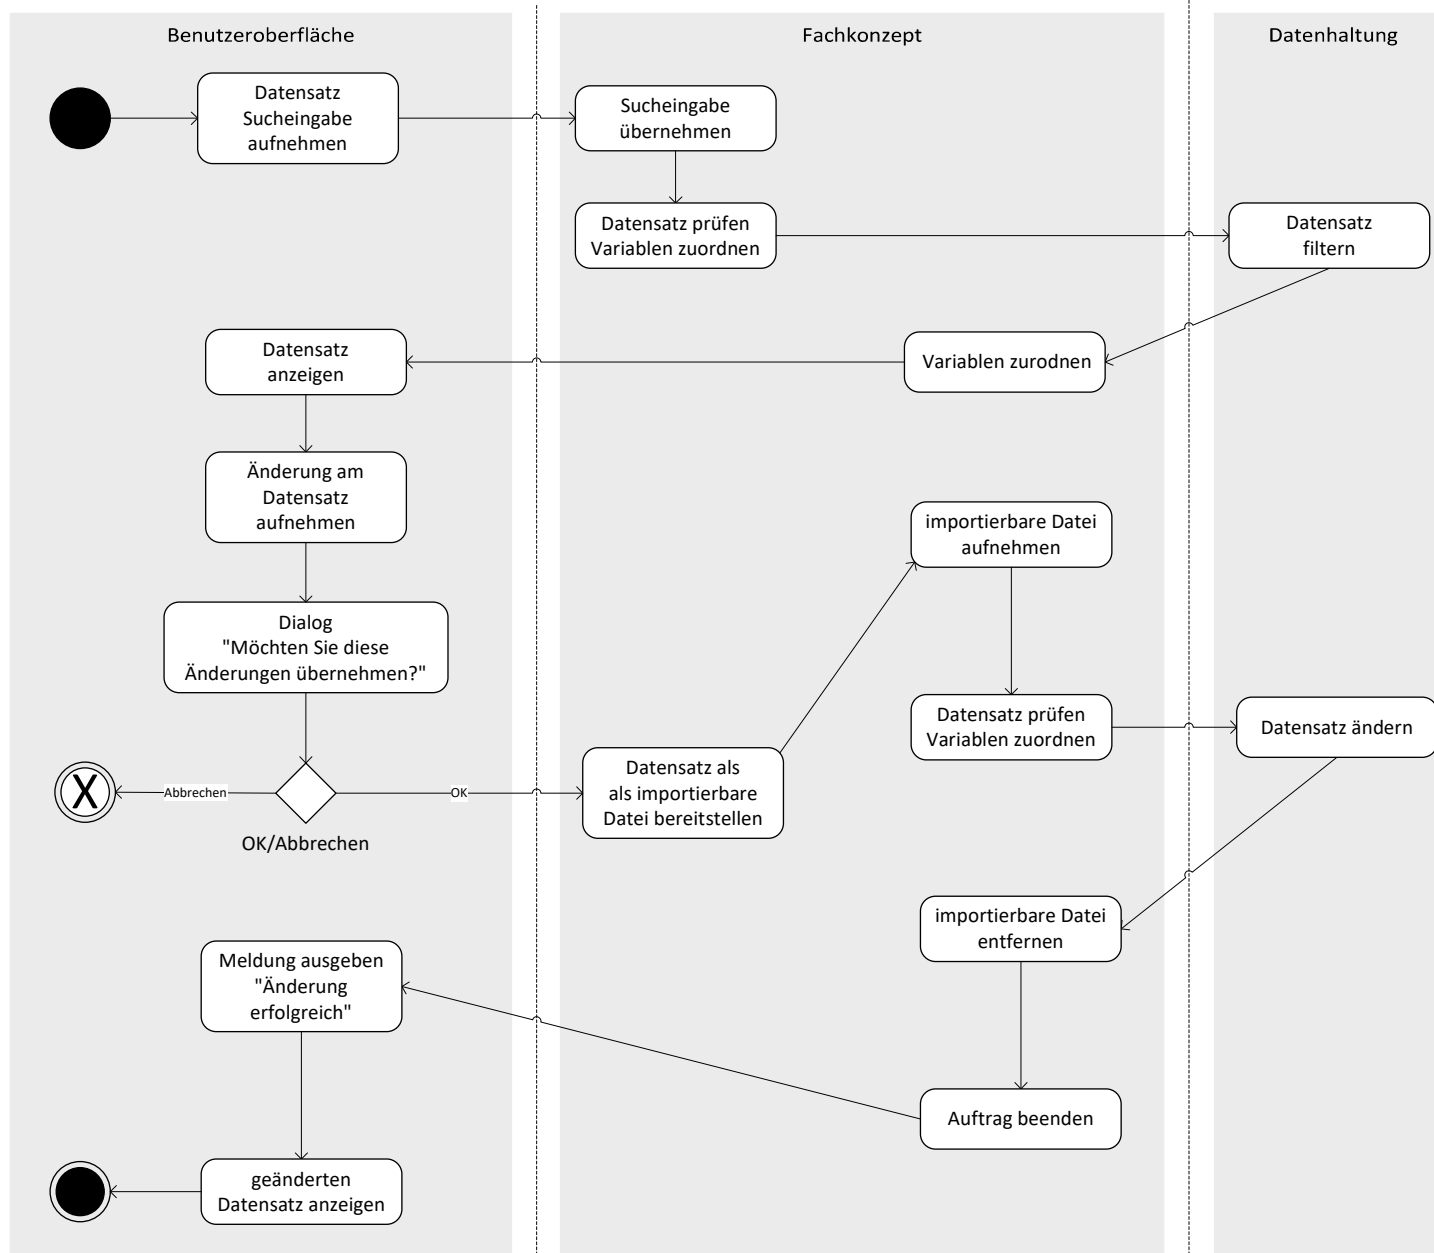 Benutzeroberfläche
Fachkonzept
Datenhaltung
Datensatz
Sucheingabe
aufnehmen
Sucheingabe
übernehmen
Datensatz prüfen
Variablen zuordnen
Datensatz
filtern
Variablen zurodnen
Datensatz
anzeigen
Änderung am
Datensatz
aufnehmen
Dialog
"Möchten Sie diese
Änderungen übernehmen?"
Abbrechen
X
OK/Abbrechen
OK
Datensatz als
als importierbare
Datei bereitstellen
importierbare Datei
aufnehmen
Datensatz prüfen
Variablen zuordnen
Datensatz ändern
importierbare Datei
entfernen
Auftrag beenden
Meldung ausgeben
"Änderung
erfolgreich"
geänderten
Datensatz anzeigen